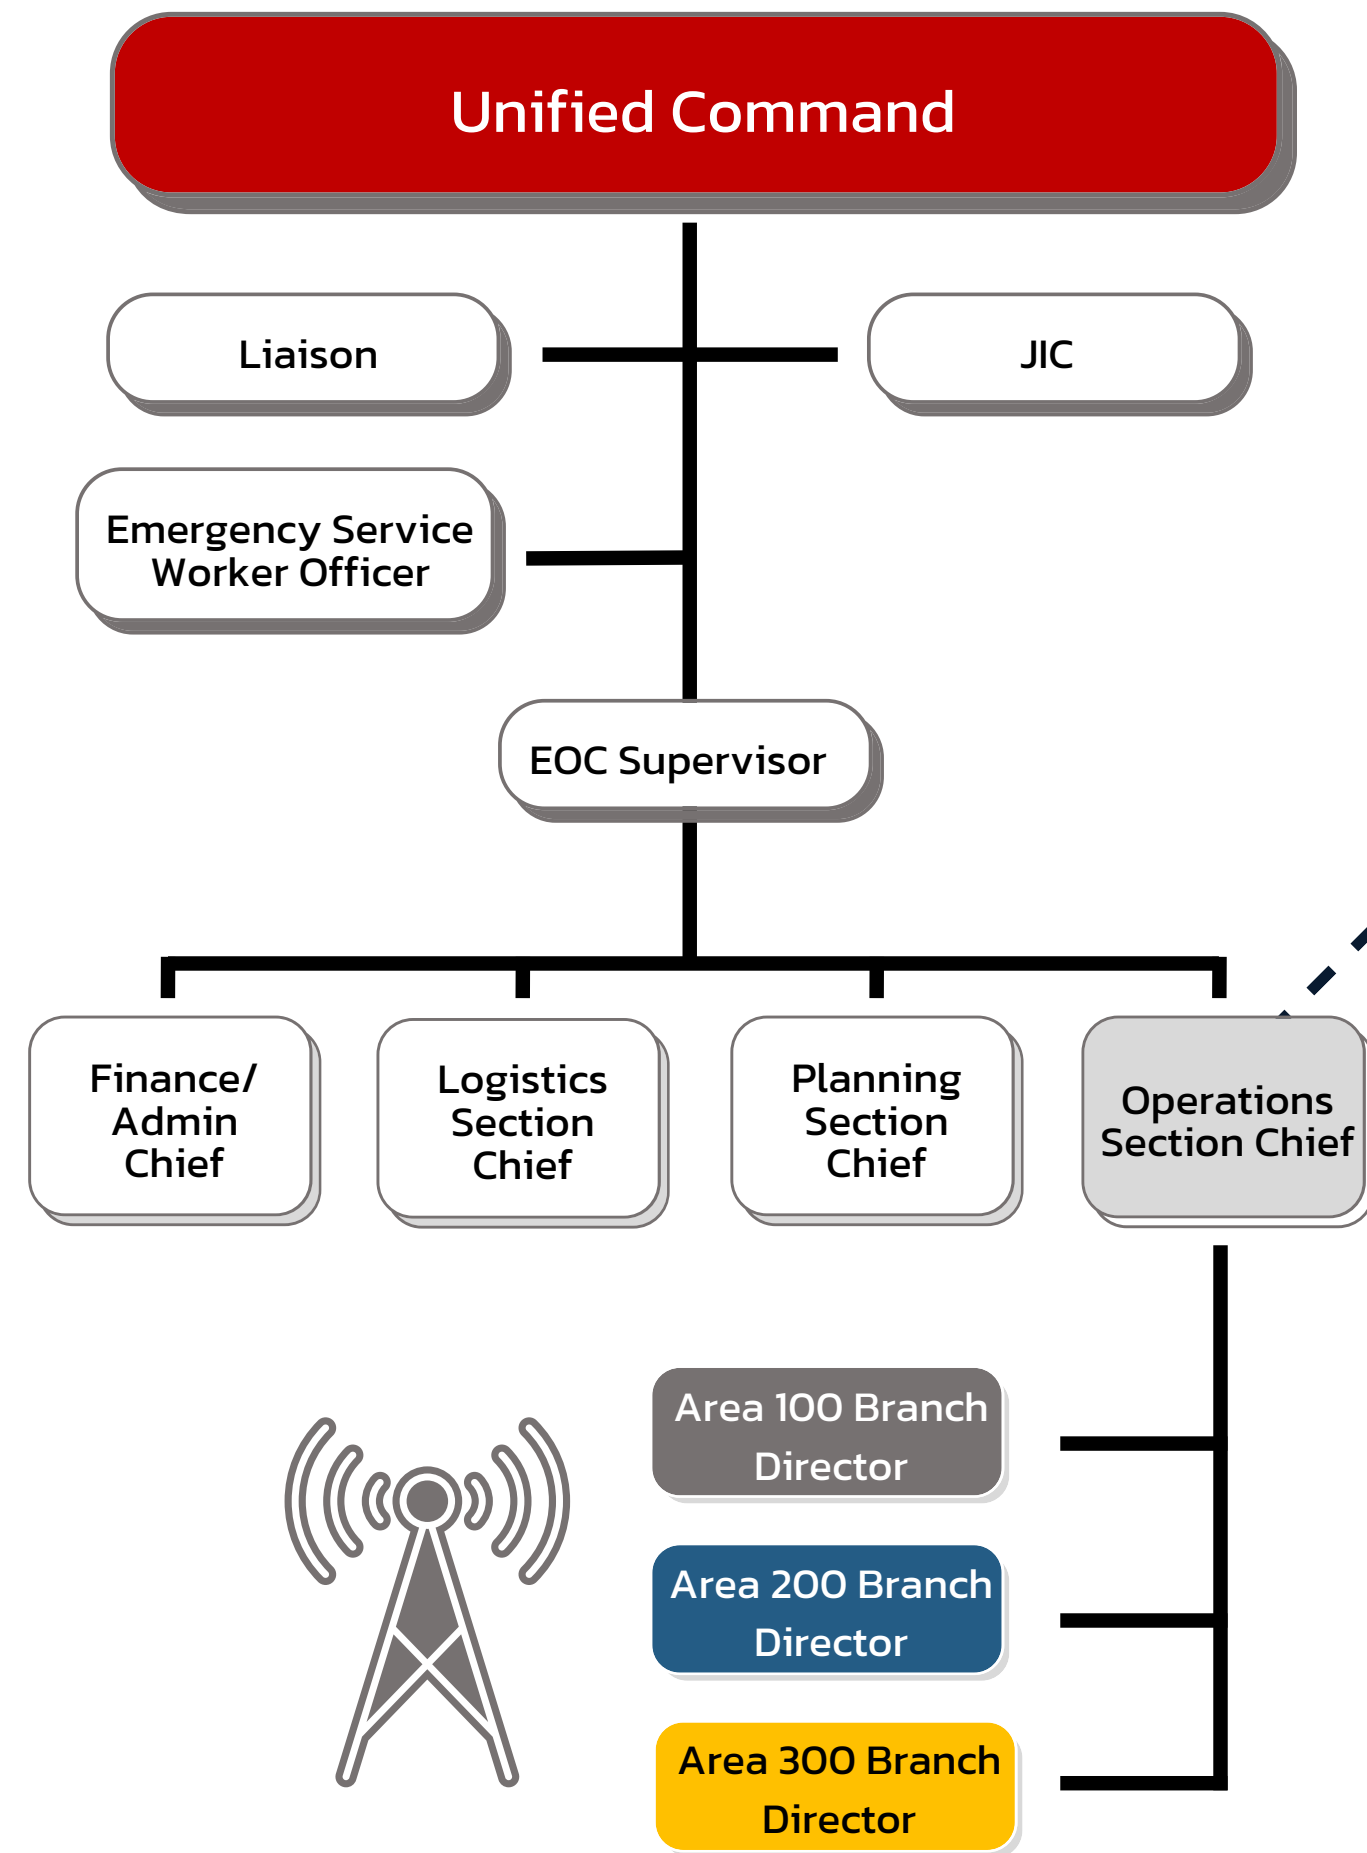 Unified Command
Liaison
JIC
Emergency Service
Worker Officer
EOC Supervisor
Finance/
Admin
Chief
Logistics
Section
Chief
Planning
Section
Chief
Operations
Section Chief
Area 100 Branch
Director
Area 200 Branch
Director
Area 300 Branch
Director